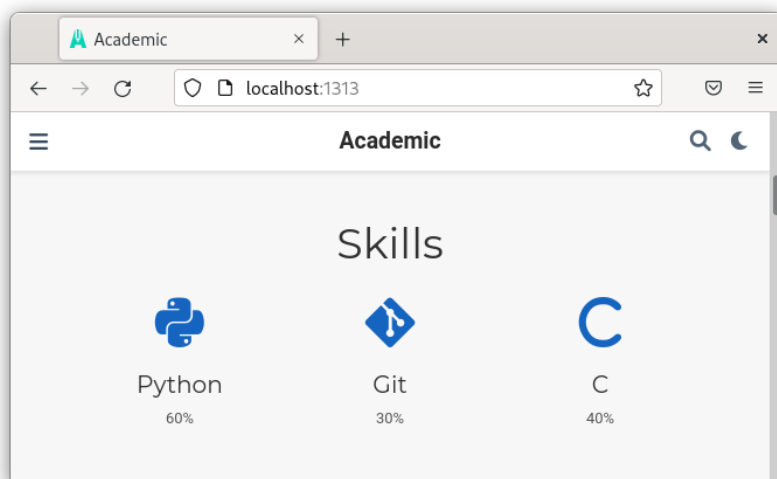 Academic
localhost:1313
Academic
Skills
Python Git C
60% 30% 40%